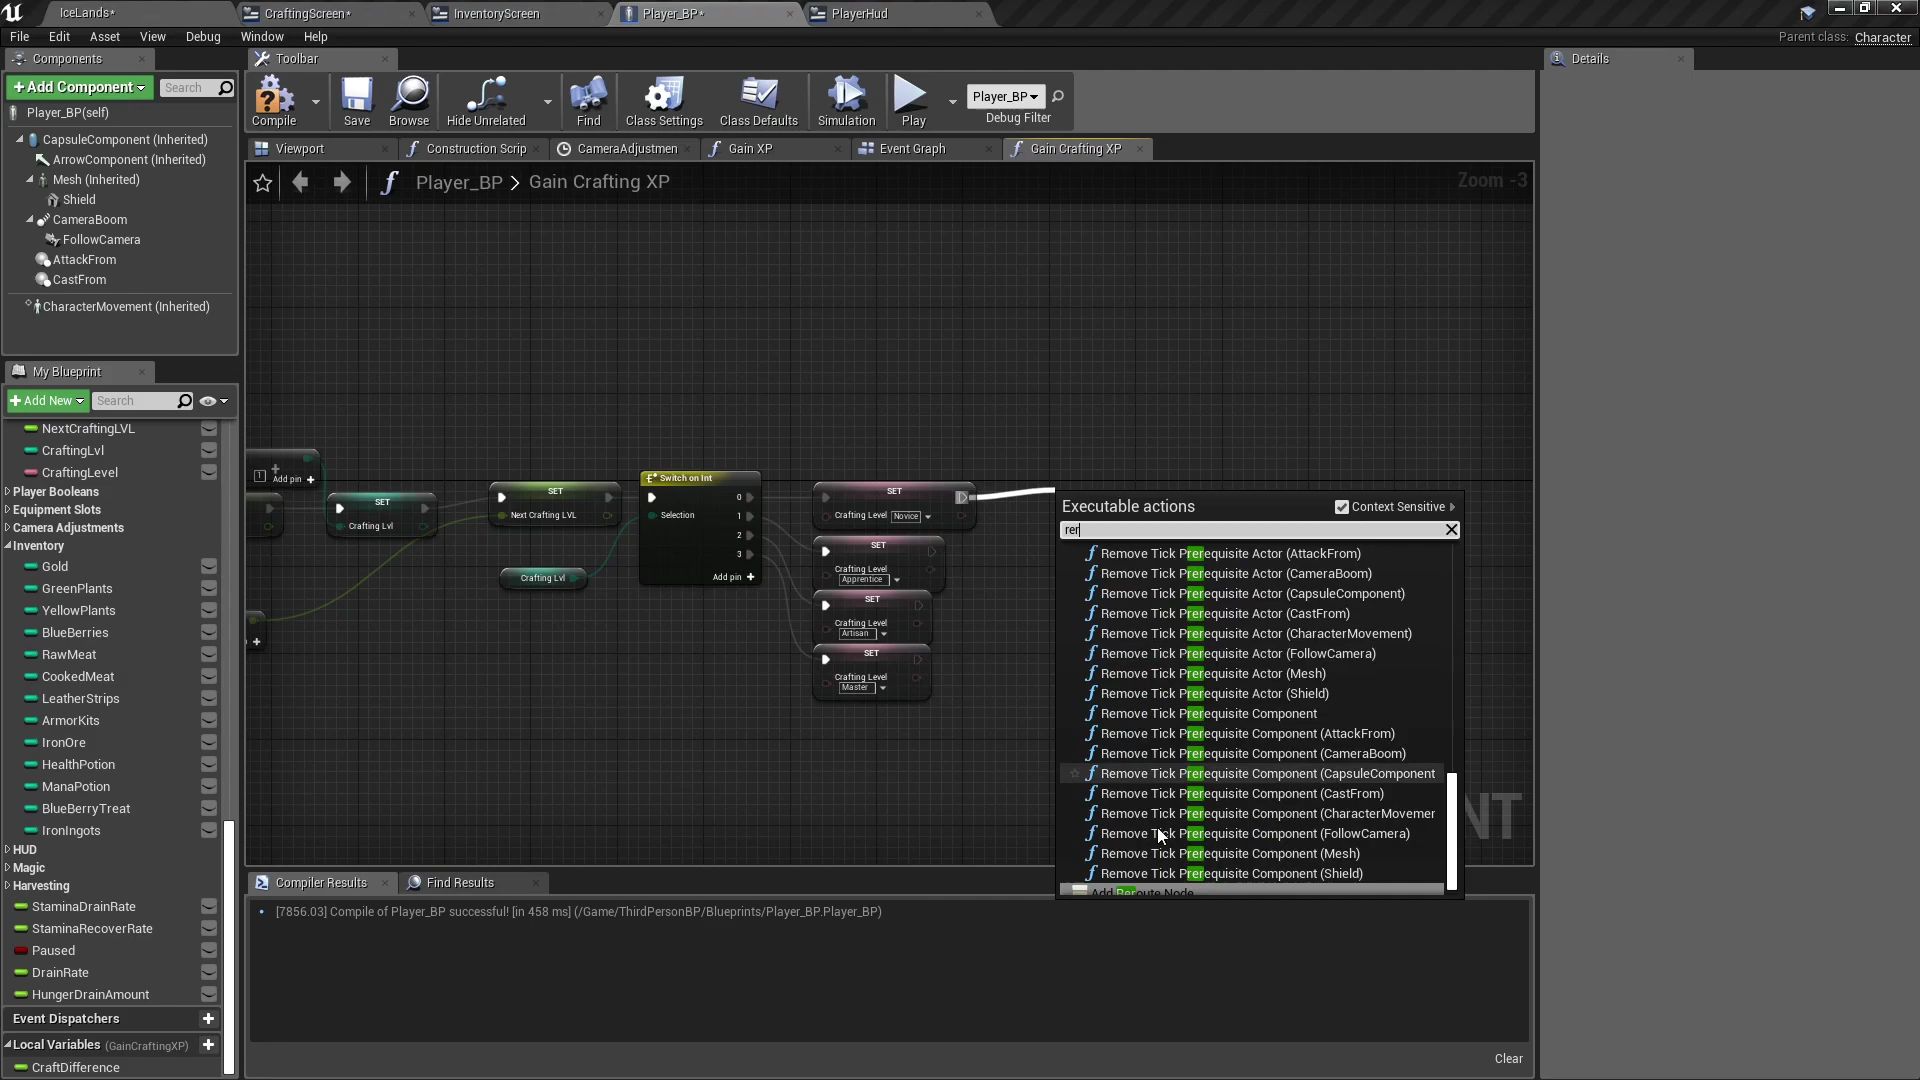 IceLands*
CraftingScreen*
InventoryScreen
Player_BP*
PlayerHud
File Edit Asset View Debug Window Help
Parent class: Character
Components
Toolbar
Details
+Add Component
Search
Player_BP(self)
CapsuleComponent (Inherited)
ArrowComponent (Inherited)
Mesh (Inherited)
Shield
CameraBoom
FollowCamera
AttackFrom
CastFrom
CharacterMovement (Inherited)
Compile
Save
Browse
Hide Unrelated
Find
Class Settings
Class Defaults
Simulation
Play
Player_BP
Debug Filter
Viewport
Construction Scrip
CameraAdjustmen
Gain XP
Event Graph
Gain Crafting XP
Player_BP > Gain Crafting XP
Zoom -3
My Blueprint
+Add New
Search
NextCraftingLVL
CraftingLvl
CraftingLevel
Player Booleans
Equipment Slots
Camera Adjustments
Inventory
Gold
GreenPlants
YellowPlants
BlueBerries
RawMeat
CookedMeat
LeatherStrips
ArmorKits
IronOre
HealthPotion
ManaPotion
BlueBerryTreat
IronIngots
HUD
Magic
Harvesting
StaminaDrainRate
StaminaRecoverRate
Paused
DrainRate
HungerDrainAmount
Event Dispatchers
Local Variables (GainCraftingXP)
CraftDifference
1
Add pin +
SET
Crafting Lvl
SET
Next Crafting LVL
Crafting Lvl
Switch on Int
0
Selection 1
2
3
Add pin +
SET
Crafting Level Novice
SET
Crafting Level
Apprentice
SET
Crafting Level
Artisan
SET
Crafting Level
Master
Executable actions
Context Sensitive
rer
Remove Tick Prerequisite Actor (AttackFrom)
Remove Tick Prerequisite Actor (CameraBoom)
Remove Tick Prerequisite Actor (CapsuleComponent)
Remove Tick Prerequisite Actor (CastFrom)
Remove Tick Prerequisite Actor (CharacterMovement)
Remove Tick Prerequisite Actor (FollowCamera)
Remove Tick Prerequisite Actor (Mesh)
Remove Tick Prerequisite Actor (Shield)
Remove Tick Prerequisite Component
Remove Tick Prerequisite Component (AttackFrom)
Remove Tick Prerequisite Component (CameraBoom)
Remove Tick Prerequisite Component (CapsuleComponent
Remove Tick Prerequisite Component (CastFrom)
Remove Tick Prerequisite Component (CharacterMovemer
Remove Tick Prerequisite Component (FollowCamera)
Remove Tick Prerequisite Component (Mesh)
Remove Tick Prerequisite Component (Shield)
Add Reroute Node
NT
Compiler Results
Find Results
[7856.03] Compile of Player_BP successful! [in 458 ms] (/Game/ThirdPersonBP/Blueprints/Player_BP.Player_BP)
Clear